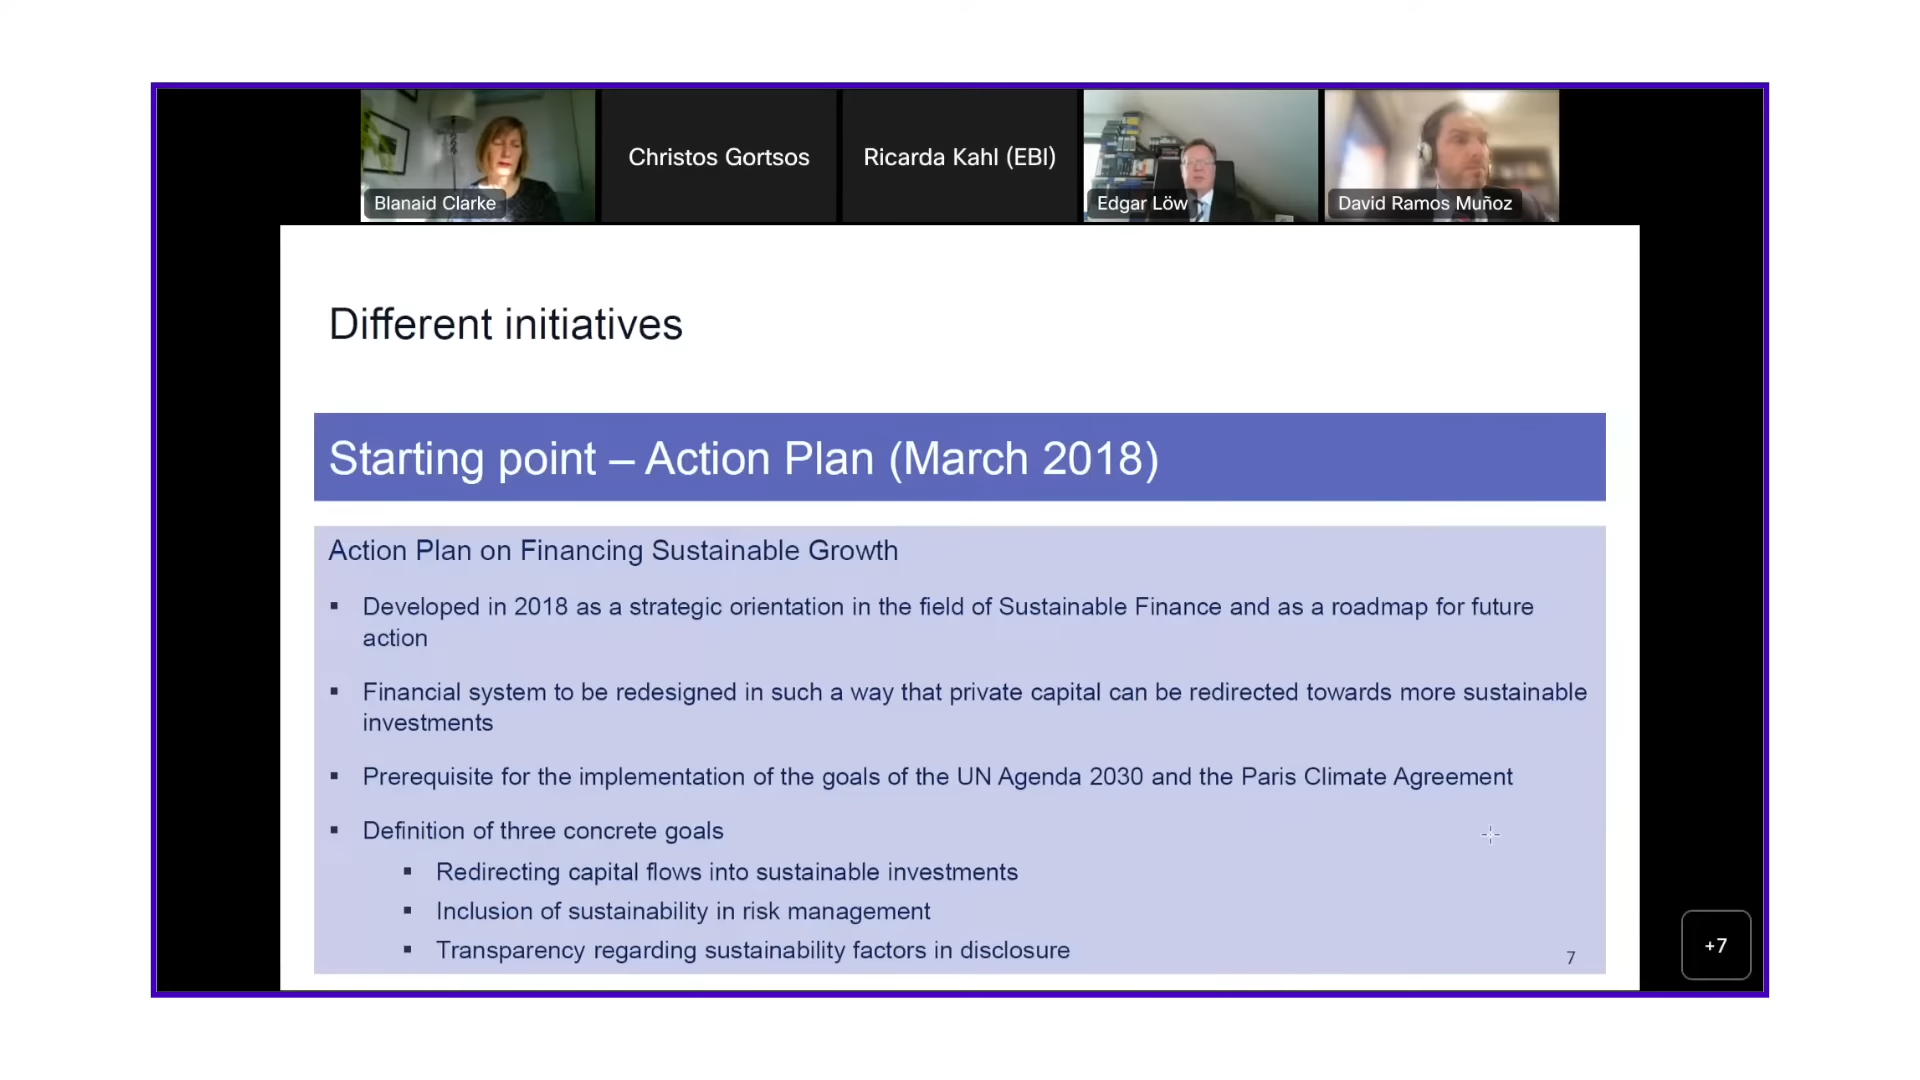 Blanaid Clarke
Christos Gortsos
Ricarda Kahl (EBI)
Edgar Löw
David Ramos Muñoz
Different initiatives
Starting point – Action Plan (March 2018)
Action Plan on Financing Sustainable Growth
▪ Developed in 2018 as a strategic orientation in the field of Sustainable Finance and as a roadmap for future
action
▪ Financial system to be redesigned in such a way that private capital can be redirected towards more sustainable
investments
▪ Prerequisite for the implementation of the goals of the UN Agenda 2030 and the Paris Climate Agreement
▪ Definition of three concrete goals
▪ Redirecting capital flows into sustainable investments
▪ Inclusion of sustainability in risk management
▪ Transparency regarding sustainability factors in disclosure
7
+7